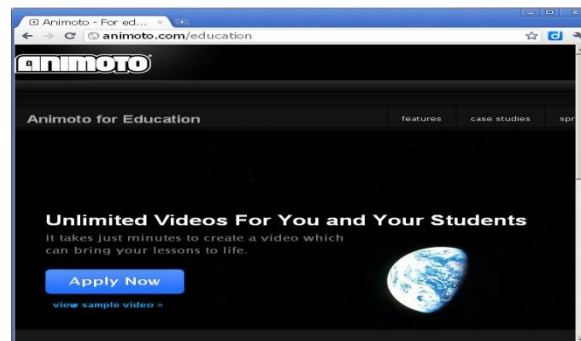 Animoto - For ed...
animoto.com/education
ANIMOTO
Animoto for Education
features
case studies
spr
Unlimited Videos For You and Your Students
It takes just minutes to create a video which
can bring your lessons to life.
Apply Now
view sample video »